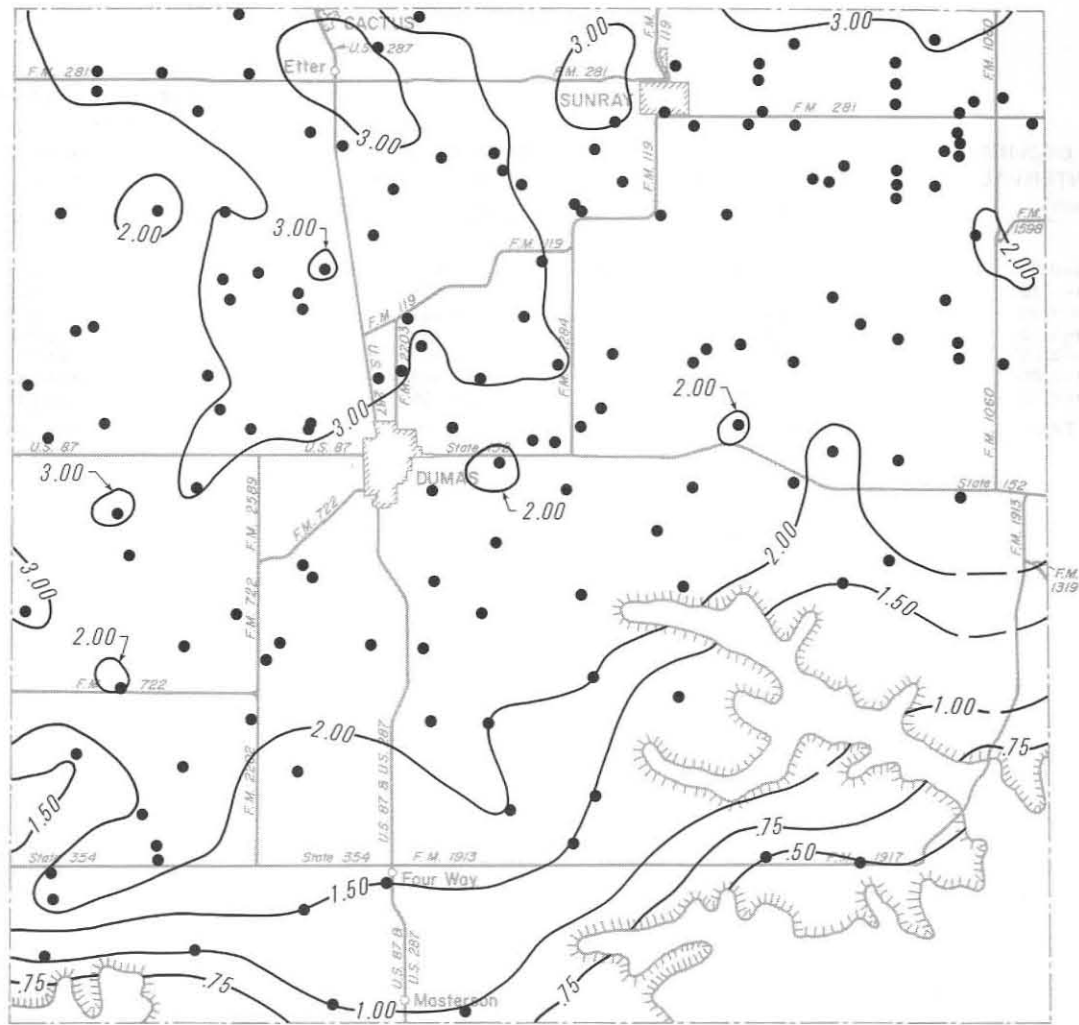 CACTUS
3.00
3.00
F.M. 119
F.M. 1060
U.S. 287
Etter
F.M. 281
F.M. 281
SUNRAY
F.M. 281
3.00
F.M. 119
2.00
3.00
F.M. 1598
2.00
F.M. 119
F.M. 119
F.M. 2203
U.S. 287
1284
F.M.
2.00
F.M. 1060
3.00
U.S. 87
U.S. 87
State 152
3.00
DUMAS
2.00
State 152
F.M. 2589
F.M. 722
F.M. 1913
2.00
3.00
F.M. 1319
1.50
F.M. 722
2.00
F.M. 722
1.00
2.00
.75
U.S. 87 & U.S. 287
F.M. 2202
1.50
.75
.50
State 354
State 354
F.M. 1913
F.M. 1917
Four Way
1.50
U.S. 87 &
U.S. 287
.75
.75
1.00
Masterson
.75